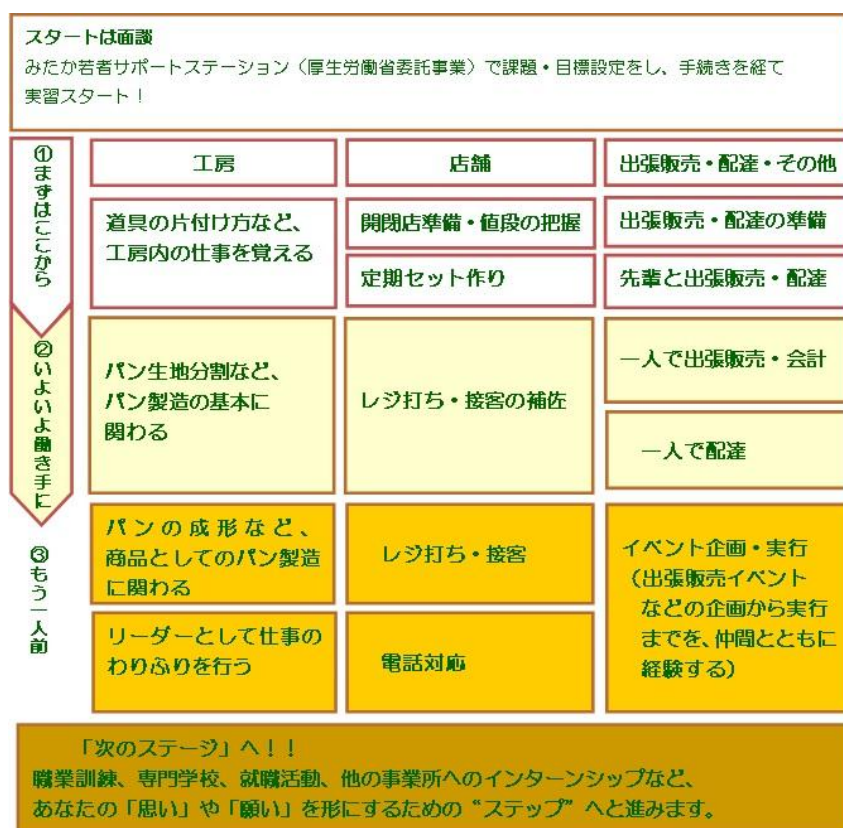 スタートは面談
みたか若者サポートステーション（厚生労働省委託事業）で課題・目標設定をし、手続きを経て
実習スタート！
①まずはここから
工房
店舗
出張販売・配達・その他
道具の片付け方など、
工房内の仕事を覚える
開閉店準備・値段の把握
定期セット作り
出張販売・配達の準備
先輩と出張販売・配達
②いよいよ働き手に
パン生地分割など、
パン製造の基本に
関わる
レジ打ち・接客の補佐
一人で出張販売・会計
一人で配達
③もう一人前
パンの成形など、
商品としてのパン製造
に関わる
リーダーとして仕事の
わりふりを行う
レジ打ち・接客
電話対応
イベント企画・実行
（出張販売イベント
などの企画から実行
までを、仲間とともに
経験する）
「次のステージ」へ！！
職業訓練、専門学校、就職活動、他の事業所へのインターンシップなど、
あなたの「思い」や「願い」を形にするための“ステップ”へと進みます。